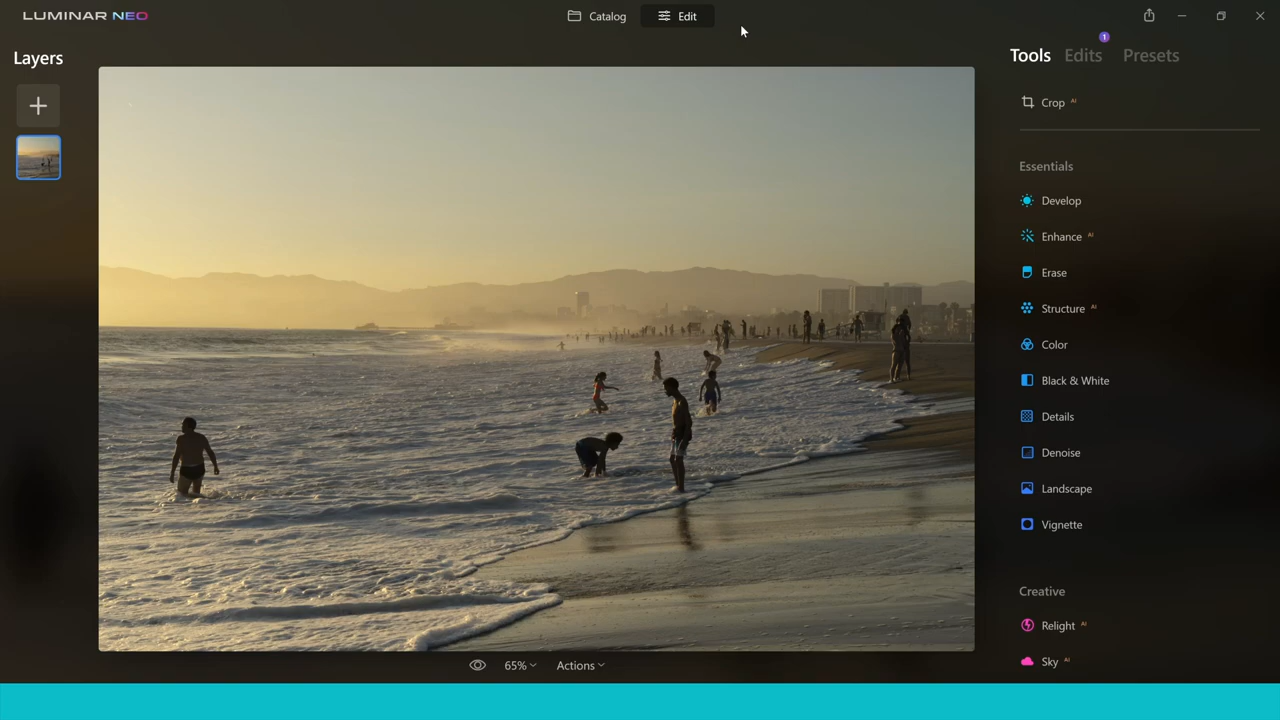 LUMINAR NEO
Catalog
Edit
Layers
Tools
Edits
1
Presets
Crop AI
Essentials
Develop
Enhance AI
Erase
Structure AI
Color
Black & White
Details
Denoise
Landscape
Vignette
Creative
Relight AI
Sky AI
65%
Actions